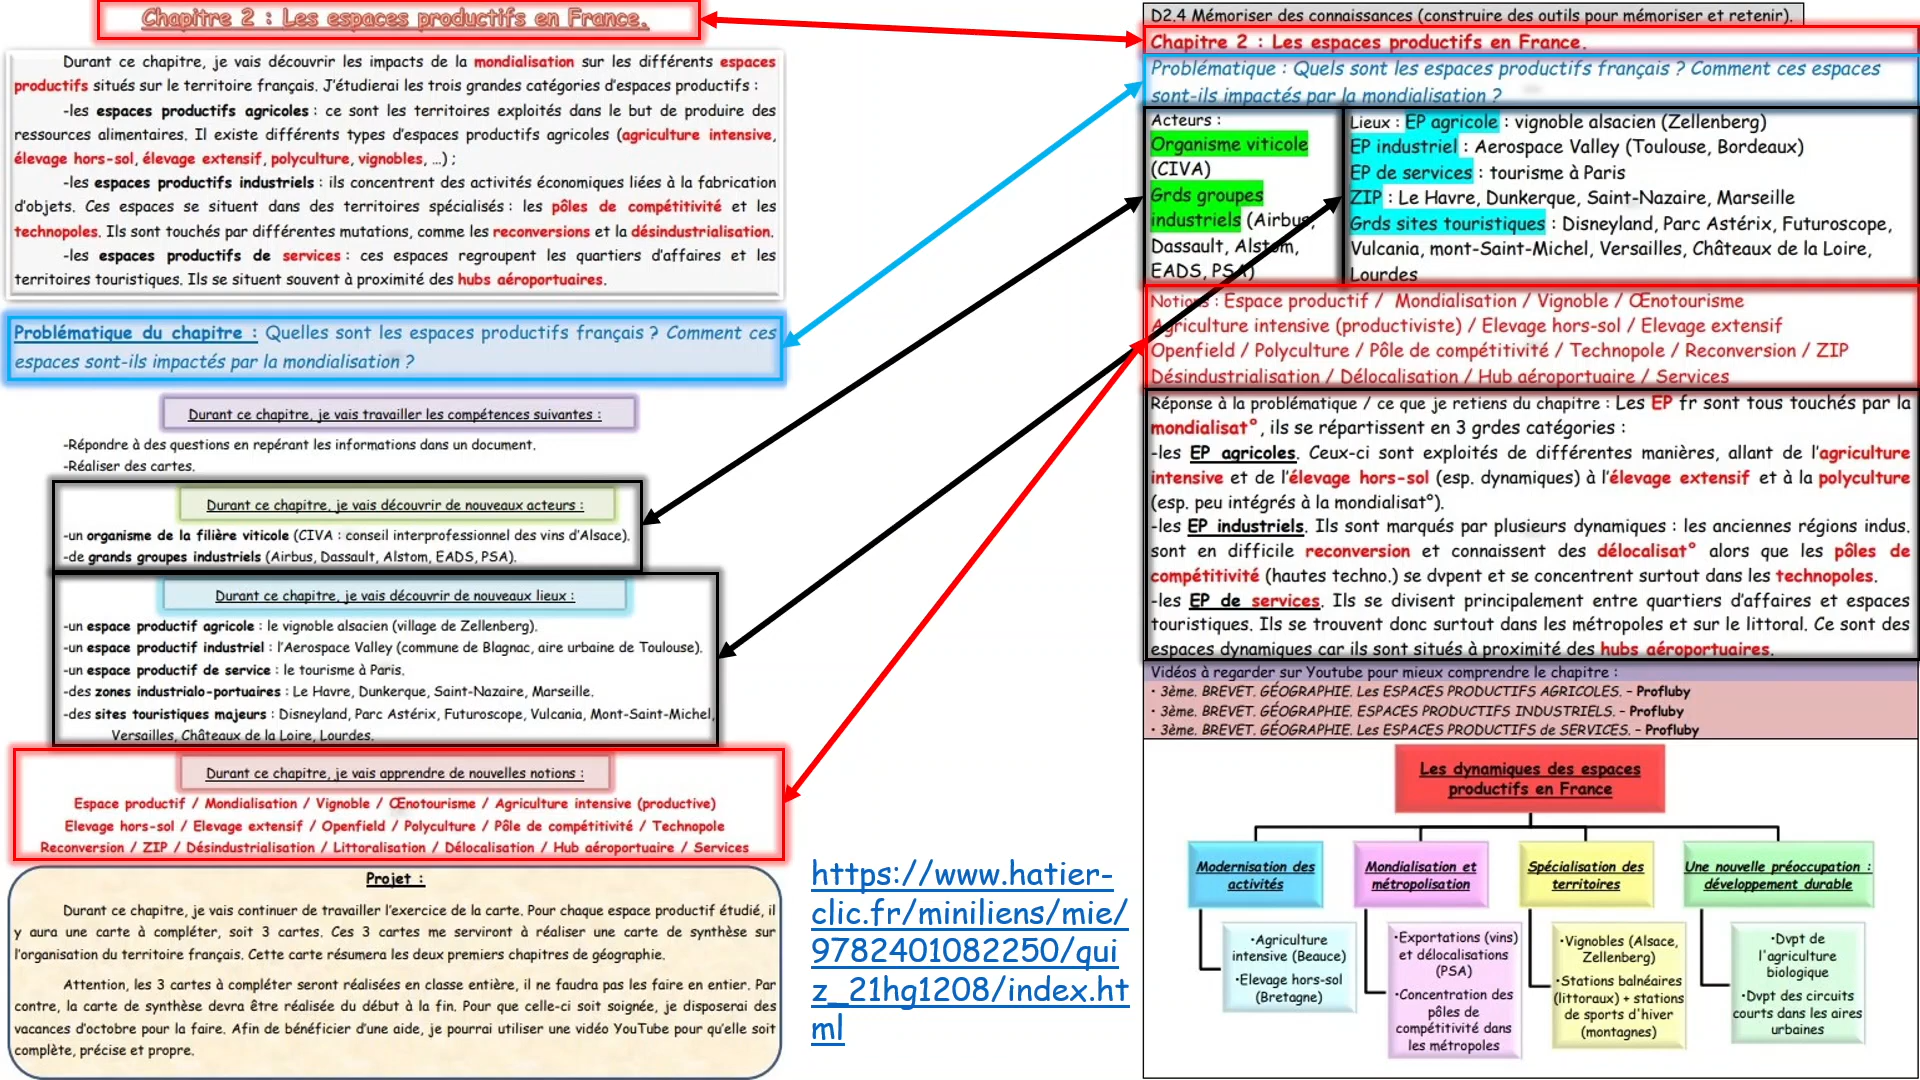 Chapitre 2 : Les espaces productifs en France.
Durant ce chapitre, je vais découvrir les impacts de la mondialisation sur les différents espaces
productifs situés sur le territoire français. J'étudierai les trois grandes catégories d'espaces productifs :
-les espaces productifs agricoles : ce sont les territoires exploités dans le but de produire des
ressources alimentaires. Il existe différents types d'espaces productifs agricoles (agriculture intensive,
élevage hors-sol, élevage extensif, polyculture, vignobles, …) ;
-les espaces productifs industriels : ils concentrent des activités économiques liées à la fabrication
d'objets. Ces espaces se situent dans des territoires spécialisés : les pôles de compétitivité et les
technopoles. Ils sont touchés par différentes mutations, comme les reconversions et la désindustrialisation.
-les espaces productifs de services : ces espaces regroupent les quartiers d'affaires et les
territoires touristiques. Ils se situent souvent à proximité des hubs aéroportuaires.
Problématique du chapitre : Quelles sont les espaces productifs français ? Comment ces
espaces sont-ils impactés par la mondialisation ?
Durant ce chapitre, je vais travailler les compétences suivantes :
-Répondre à des questions en repérant les informations dans un document.
-Réaliser des cartes.
Durant ce chapitre, je vais découvrir de nouveaux acteurs :
-un organisme de la filière viticole (CIVA : conseil interprofessionnel des vins d'Alsace).
-de grands groupes industriels (Airbus, Dassault, Alstom, EADS, PSA).
Durant ce chapitre, je vais découvrir de nouveaux lieux :
-un espace productif agricole : le vignoble alsacien (village de Zellenberg).
-un espace productif industriel : l'Aerospace Valley (commune de Blagnac, aire urbaine de Toulouse).
-un espace productif de service : le tourisme à Paris.
-des zones industrialo-portuaires : Le Havre, Dunkerque, Saint-Nazaire, Marseille.
-des sites touristiques majeurs : Disneyland, Parc Astérix, Futuroscope, Vulcania, Mont-Saint-Michel,
Versailles, Châteaux de la Loire, Lourdes.
Durant ce chapitre, je vais apprendre de nouvelles notions :
Espace productif / Mondialisation / Vignoble / Œnotourisme / Agriculture intensive (productive)
Elevage hors-sol / Elevage extensif / Openfield / Polyculture / Pôle de compétitivité / Technopole
Reconversion / ZIP / Désindustrialisation / Littoralisation / Délocalisation / Hub aéroportuaire / Services
Projet :
Durant ce chapitre, je vais continuer de travailler l'exercice de la carte. Pour chaque espace productif étudié, il
y aura une carte à compléter, soit 3 cartes. Ces 3 cartes me serviront à réaliser une carte de synthèse sur
l'organisation du territoire français. Cette carte résumera les deux premiers chapitres de géographie.
Attention, les 3 cartes à compléter seront réalisées en classe entière, il ne faudra pas les faire en entier. Par
contre, la carte de synthèse devra être réalisée du début à la fin. Pour que celle-ci soit soignée, je disposerai des
vacances d'octobre pour la faire. Afin de bénéficier d'une aide, je pourrai utiliser une vidéo YouTube pour qu'elle soit
complète, précise et propre.
https://www.hatier-
clic.fr/miniliens/mie/
9782401082250/qui
z_21hg1208/index.ht
ml
D2.4 Mémoriser des connaissances (construire des outils pour mémoriser et retenir).
Chapitre 2 : Les espaces productifs en France.
Problématique : Quels sont les espaces productifs français ? Comment ces espaces
sont-ils impactés par la mondialisation ?
Acteurs :
Organisme viticole
(CIVA)
Grds groupes
industriels (Airbus,
Dassault, Alstom,
EADS, PSA)
Lieux : EP agricole : vignoble alsacien (Zellenberg)
EP industriel : Aerospace Valley (Toulouse, Bordeaux)
EP de services : tourisme à Paris
ZIP : Le Havre, Dunkerque, Saint-Nazaire, Marseille
Grds sites touristiques : Disneyland, Parc Astérix, Futuroscope,
Vulcania, mont-Saint-Michel, Versailles, Châteaux de la Loire,
Lourdes
Notions : Espace productif / Mondialisation / Vignoble / Œnotourisme
Agriculture intensive (productiviste) / Elevage hors-sol / Elevage extensif
Openfield / Polyculture / Pôle de compétitivité / Technopole / Reconversion / ZIP
Désindustrialisation / Délocalisation / Hub aéroportuaire / Services
Réponse à la problématique / ce que je retiens du chapitre : Les EP fr sont tous touchés par la
mondialisat°, ils se répartissent en 3 grdes catégories :
-les EP agricoles. Ceux-ci sont exploités de différentes manières, allant de l'agriculture
intensive et de l'élevage hors-sol (esp. dynamiques) à l'élevage extensif et à la polyculture
(esp. peu intégrés à la mondialisat°).
-les EP industriels. Ils sont marqués par plusieurs dynamiques : les anciennes régions indus.
sont en difficile reconversion et connaissent des délocalisat° alors que les pôles de
compétitivité (hautes techno.) se dvpent et se concentrent surtout dans les technopoles.
-les EP de services. Ils se divisent principalement entre quartiers d'affaires et espaces
touristiques. Ils se trouvent donc surtout dans les métropoles et sur le littoral. Ce sont des
espaces dynamiques car ils sont situés à proximité des hubs aéroportuaires.
Vidéos à regarder sur Youtube pour mieux comprendre le chapitre :
• 3ème. BREVET. GÉOGRAPHIE. Les ESPACES PRODUCTIFS AGRICOLES. – Profluby
• 3ème. BREVET. GÉOGRAPHIE. ESPACES PRODUCTIFS INDUSTRIELS. – Profluby
• 3ème. BREVET. GÉOGRAPHIE. Les ESPACES PRODUCTIFS de SERVICES. – Profluby
Les dynamiques des espaces
productifs en France
Modernisation des
activités
•Agriculture
intensive (Beauce)
•Elevage hors-sol
(Bretagne)
Mondialisation et
métropolisation
•Exportations (vins)
et délocalisations
(PSA)
•Concentration des
pôles de
compétitivité dans
les métropoles
Spécialisation des
territoires
•Vignobles (Alsace,
Zellenberg)
•Stations balnéaires
(littoraux) + stations
de sports d'hiver
(montagnes)
Une nouvelle préoccupation :
développement durable
•Dvpt de
l'agriculture
biologique
•Dvpt des circuits
courts dans les aires
urbaines